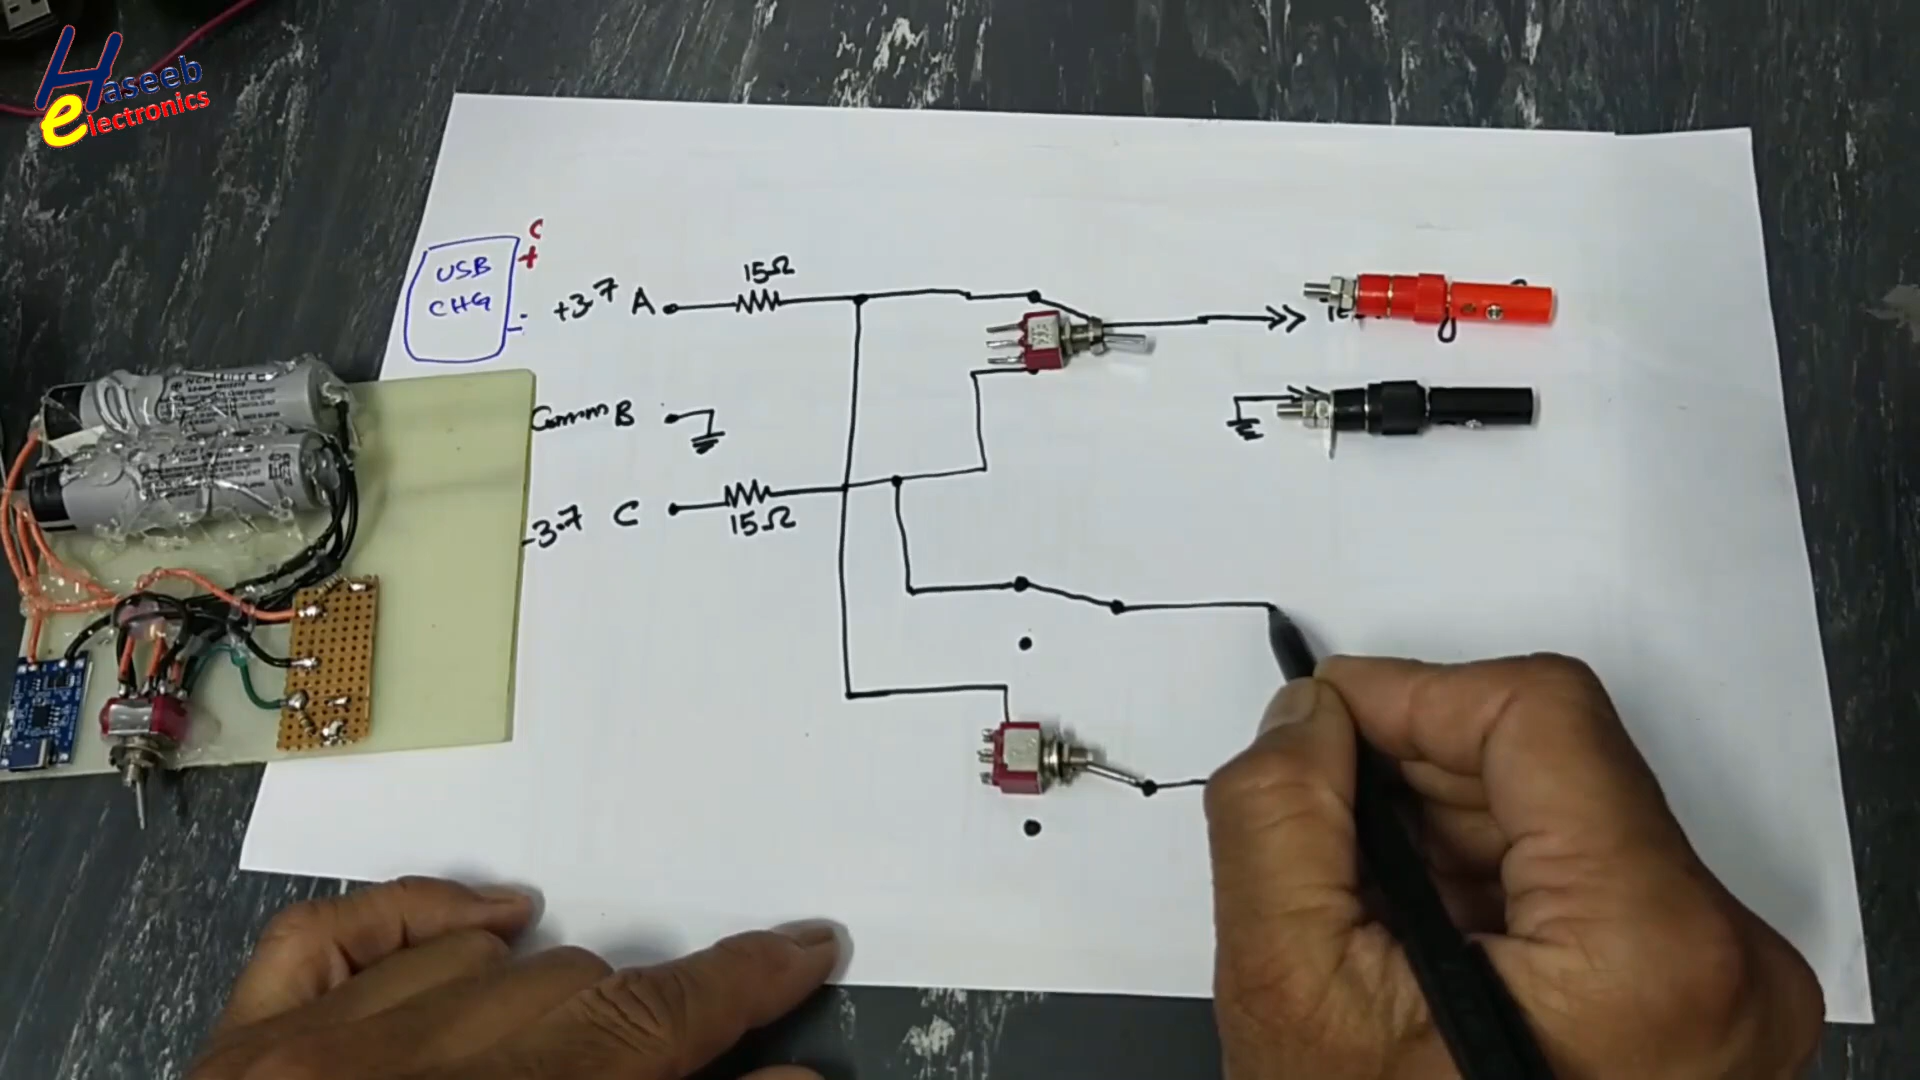 Haseeb
electronics
C
+
USB
CHG
-
+3.7 A
15Ω
Comm B
-3.7 C
15Ω